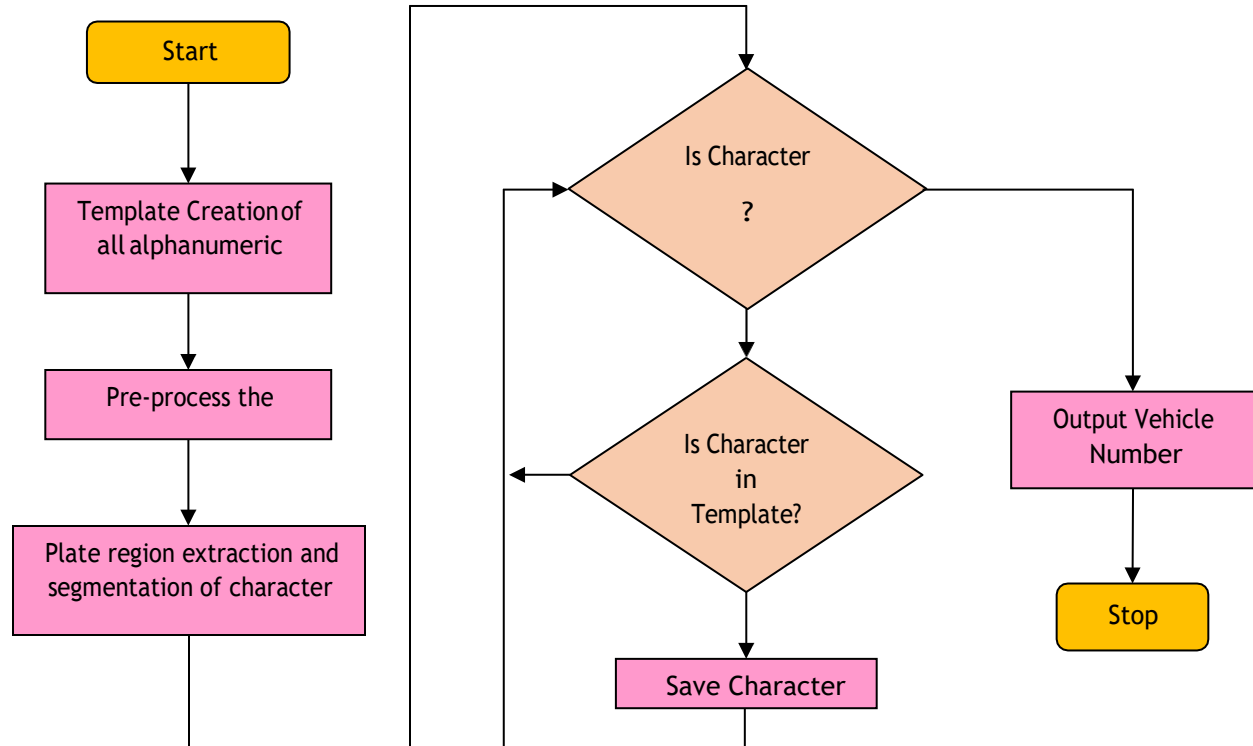 Start
Template Creation of
all alphanumeric
Pre-process the
Plate region extraction and
segmentation of character
Is Character
?
Is Character
in
Template?
Save Character
Output Vehicle
Number
Stop